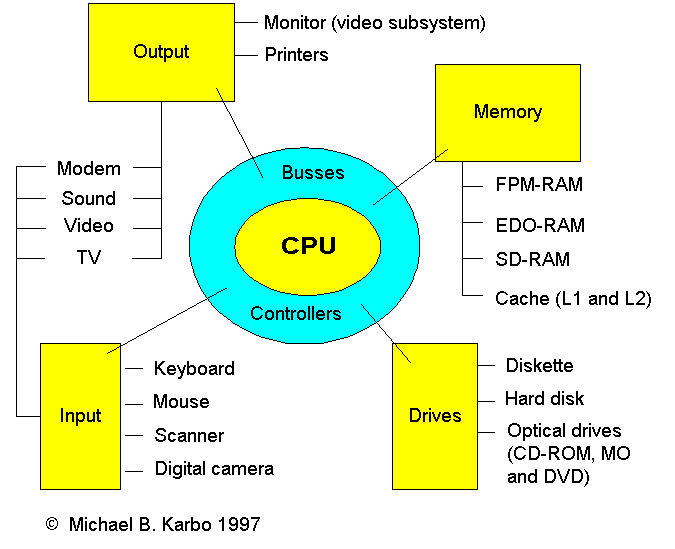 Output
Monitor (video subsystem)
Printers
Memory
FPM-RAM
EDO-RAM
SD-RAM
Cache (L1 and L2)
Modem
Sound
Video
TV
Busses
CPU
Controllers
Input
Keyboard
Mouse
Scanner
Digital camera
Drives
Diskette
Hard disk
Optical drives
(CD-ROM, MO
and DVD)
© Michael B. Karbo 1997